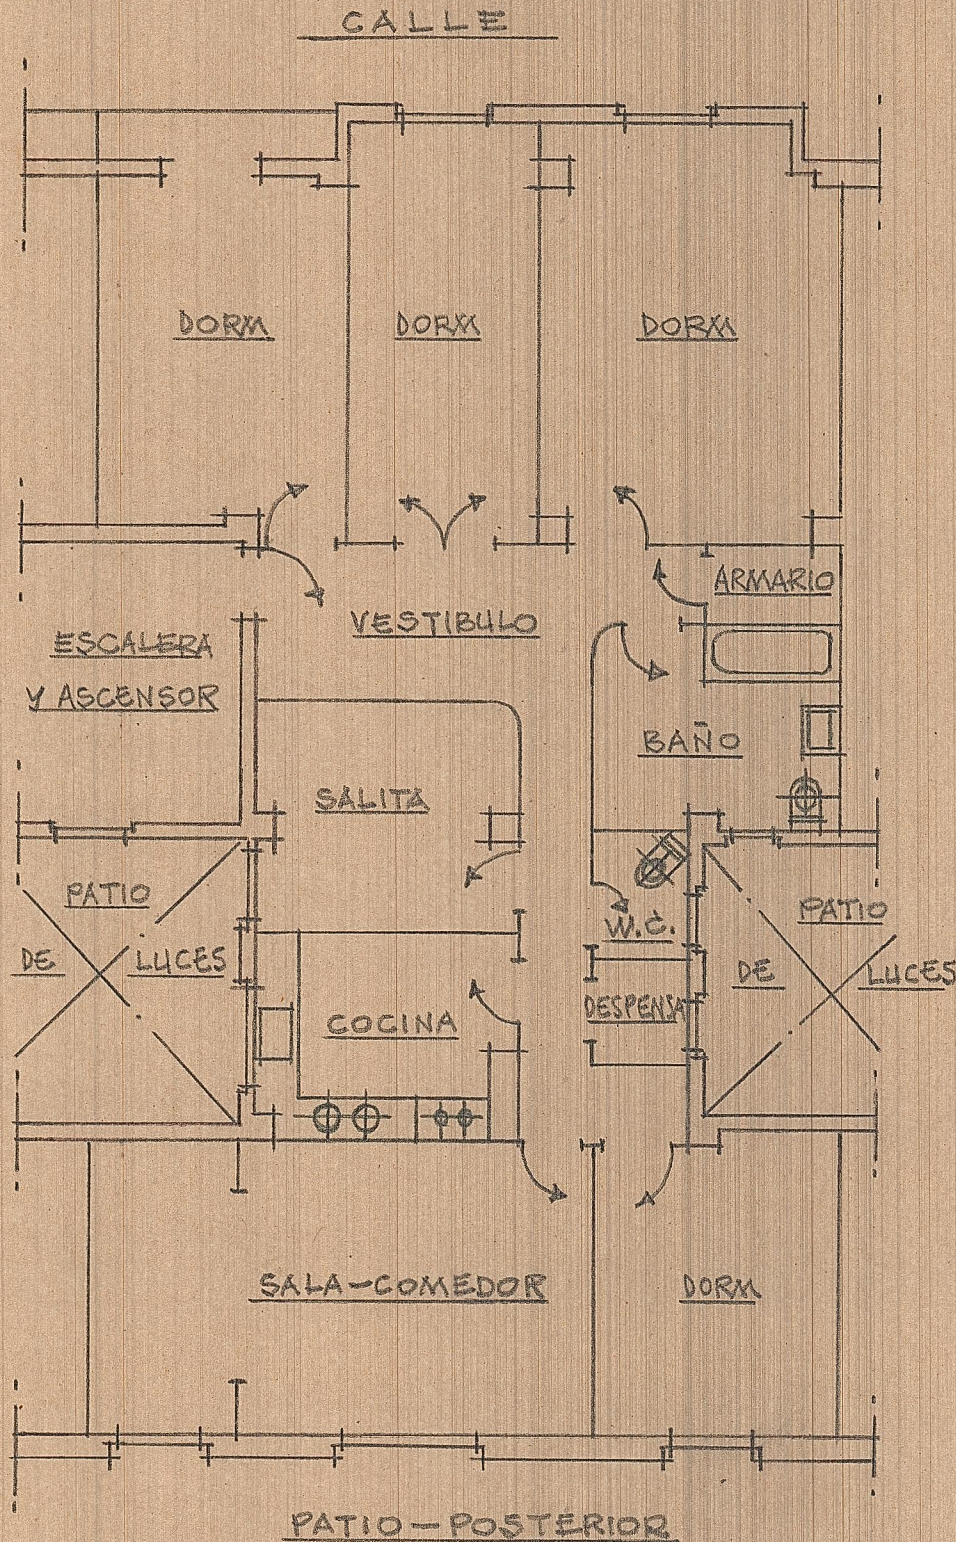 CALLE
DORM
DORM
DORM
ARMARIO
VESTIBULO
ESCALERA
Y ASCENSOR
BAÑO
SALITA
PATIO
DE LUCES
W.C.
PATIO
DE LUCES
DESPENSA
COCINA
SALA-COMEDOR
DORM
PATIO-POSTERIOR